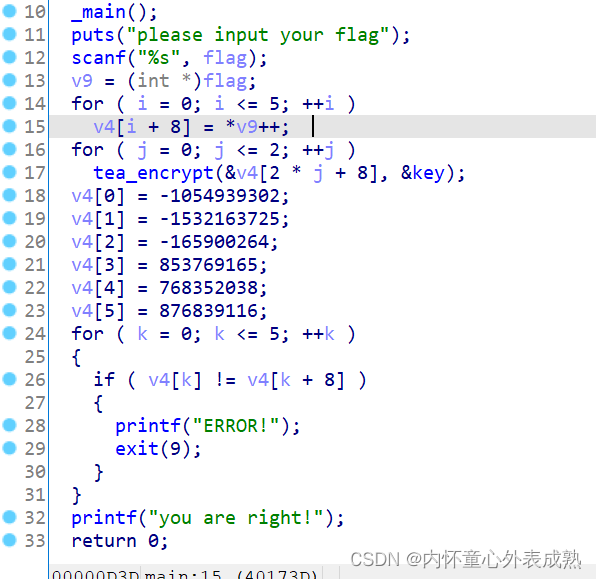 10 _main();
11 puts("please input your flag");
12 scanf("%s", flag);
13 v9 = (int *)flag;
14 for ( i = 0; i <= 5; ++i )
15 v4[i + 8] = *v9++;
16 for ( j = 0; j <= 2; ++j )
17 tea_encrypt(&v4[2 * j + 8], &key);
18 v4[0] = -1054939302;
19 v4[1] = -1532163725;
20 v4[2] = -165900264;
21 v4[3] = 853769165;
22 v4[4] = 768352038;
23 v4[5] = 876839116;
24 for ( k = 0; k <= 5; ++k )
25 {
26 if ( v4[k] != v4[k + 8] )
27 {
28 printf("ERROR!");
29 exit(9);
30 }
31 }
32 printf("you are right!");
33 return 0;
00000D3D main:15 (40173D)
CSDN @内怀童心外表成熟